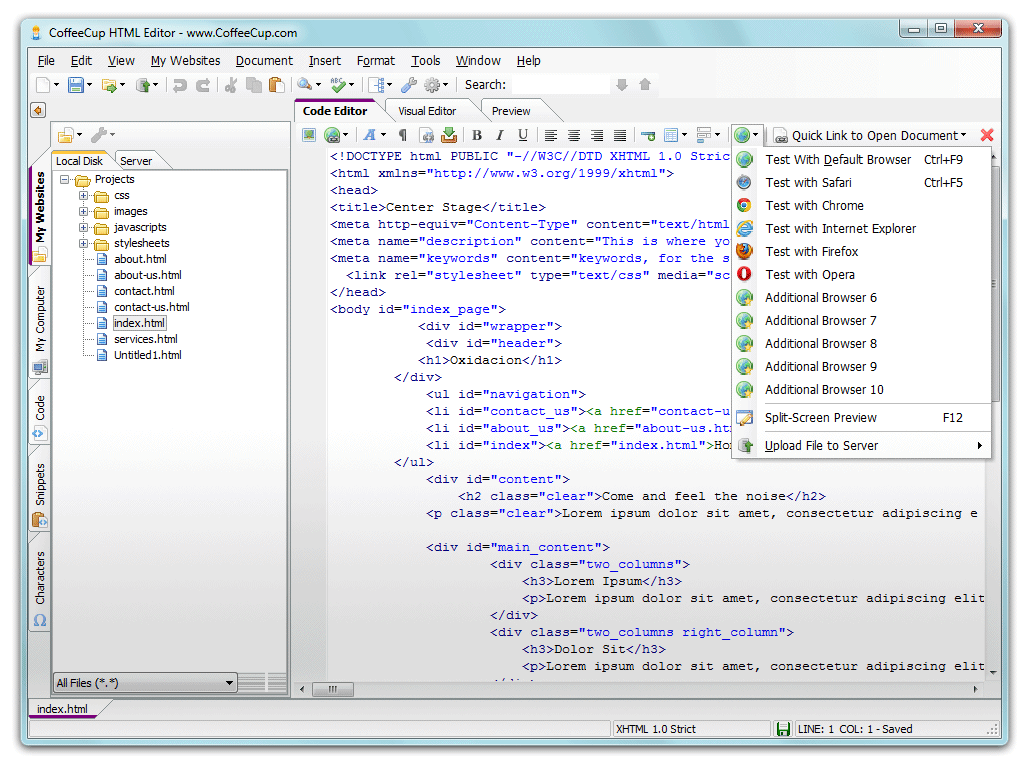 CoffeeCup HTML Editor - www.CoffeeCup.com
File Edit View My Websites Document Insert Format Tools Window Help
ABC
Search:
Code Editor Visual Editor Preview
A ¶ B I U
Quick Link to Open Document
Local Disk Server
Projects
css
images
javascripts
stylesheets
about.html
about-us.html
contact.html
contact-us.html
index.html
services.html
Untitled1.html
All Files (*.*)
My Websites
My Computer
Code
Snippets
Characters
Ω
<!DOCTYPE html PUBLIC "-//W3C//DTD XHTML 1.0 Stric
<html xmlns="http://www.w3.org/1999/xhtml">
<head>
<title>Center Stage</title>
<meta http-equiv="Content-Type" content="text/html
<meta name="description" content="This is where yo
<meta name="keywords" content="keywords, for the s
<link rel="stylesheet" type="text/css" media="sc
</head>
<body id="index_page">
<div id="wrapper">
<div id="header">
<h1>Oxidacion</h1>
</div>
<ul id="navigation">
<li id="contact_us"><a href="contact-u
<li id="about_us"><a href="about-us.ht
<li id="index"><a href="index.html">Ho
</ul>
<div id="content">
<h2 class="clear">Come and feel the noise</h2>
<p class="clear">Lorem ipsum dolor sit amet, consectetur adipiscing e
<div id="main_content">
<div class="two_columns">
<h3>Lorem Ipsum</h3>
<p>Lorem ipsum dolor sit amet, consectetur adipiscing elit
</div>
<div class="two_columns right_column">
<h3>Dolor Sit</h3>
<p>Lorem ipsum dolor sit amet, consectetur adipiscing elit
Test With Default Browser Ctrl+F9
Test with Safari Ctrl+F5
Test with Chrome
Test with Internet Explorer
Test with Firefox
Test with Opera
Additional Browser 6
Additional Browser 7
Additional Browser 8
Additional Browser 9
Additional Browser 10
Split-Screen Preview F12
Upload File to Server
index.html
XHTML 1.0 Strict
LINE: 1 COL: 1 - Saved